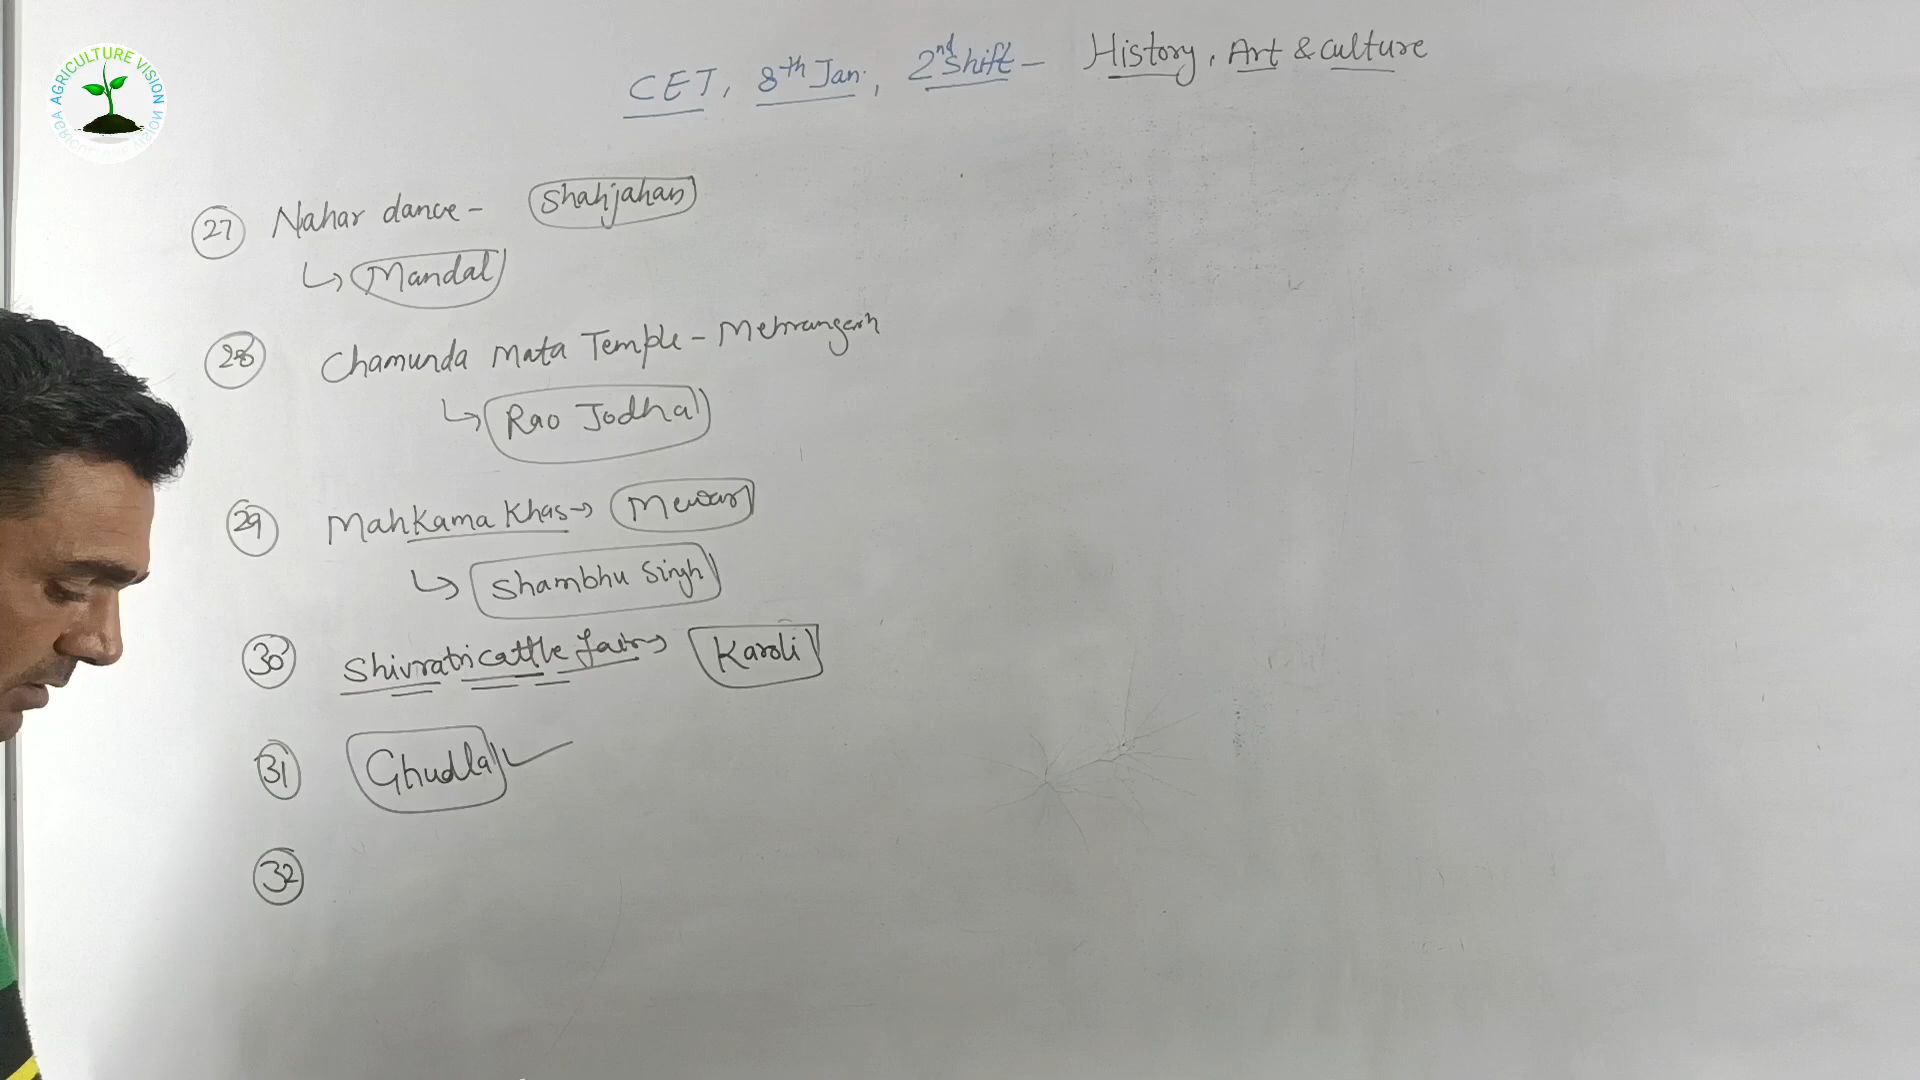 AGRICULTURE VISION
CET, 8th Jan., 2nd Shift - History, Art & culture
27 Nahar dance - Shahjahan
↳ Mandal
28 Chamunda Mata Temple - Mehrangarh
↳ Rao Jodha
29 Mahkama Khas → Mewar
↳ Shambhu Singh
30 Shivratri cattle fair → Karoli
31 Ghudla ✓
32